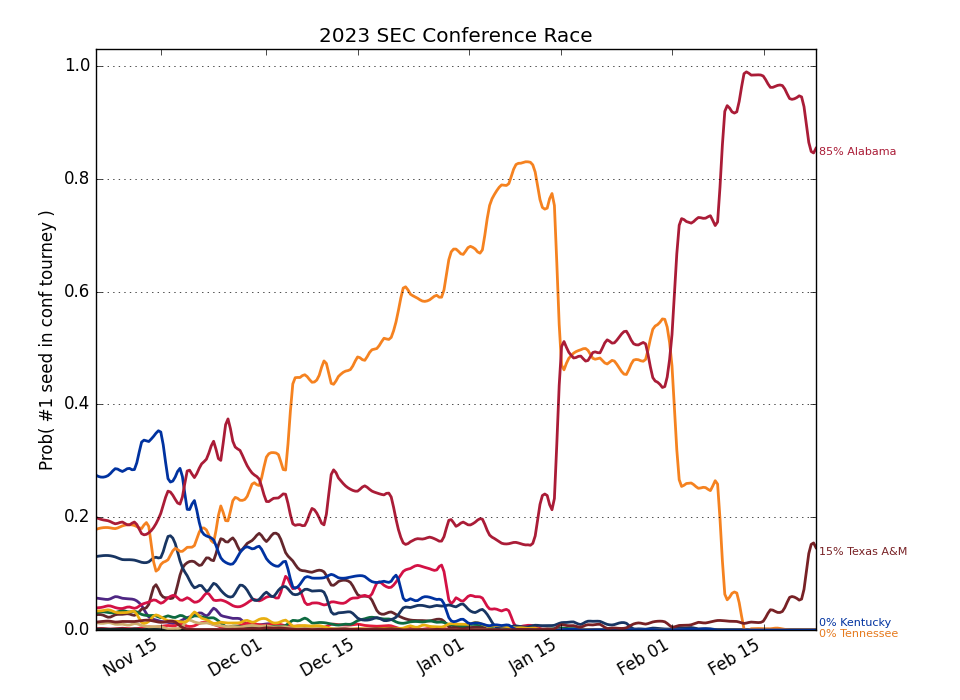 2023 SEC Conference Race
Prob( #1 seed in conf tourney )
1.0
0.8
0.6
0.4
0.2
0.0
85% Alabama
15% Texas A&M
0% Kentucky
0% Tennessee
Nov 15
Dec 01
Dec 15
Jan 01
Jan 15
Feb 01
Feb 15